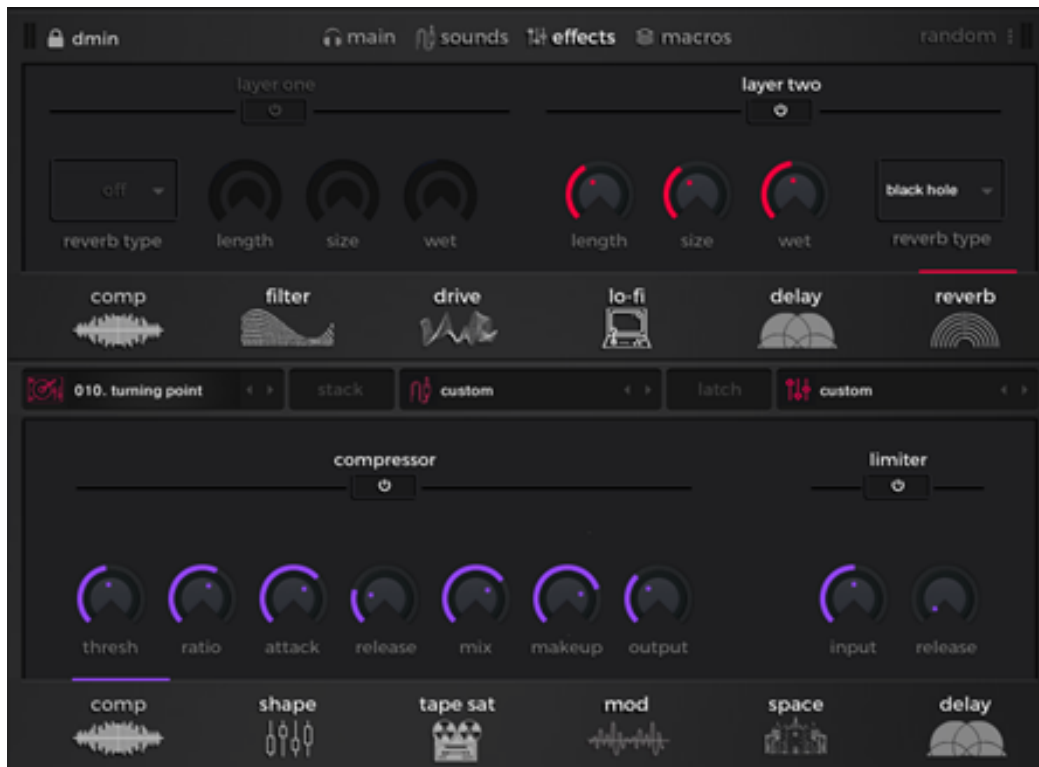 dmin main sounds effects macros random
layer one layer two
off black hole
reverb type length size wet length size wet reverb type
comp filter drive lo-fi delay reverb
010. turning point stack custom latch custom
compressor limiter
thresh ratio attack release mix makeup output input release
comp shape tape sat mod space delay